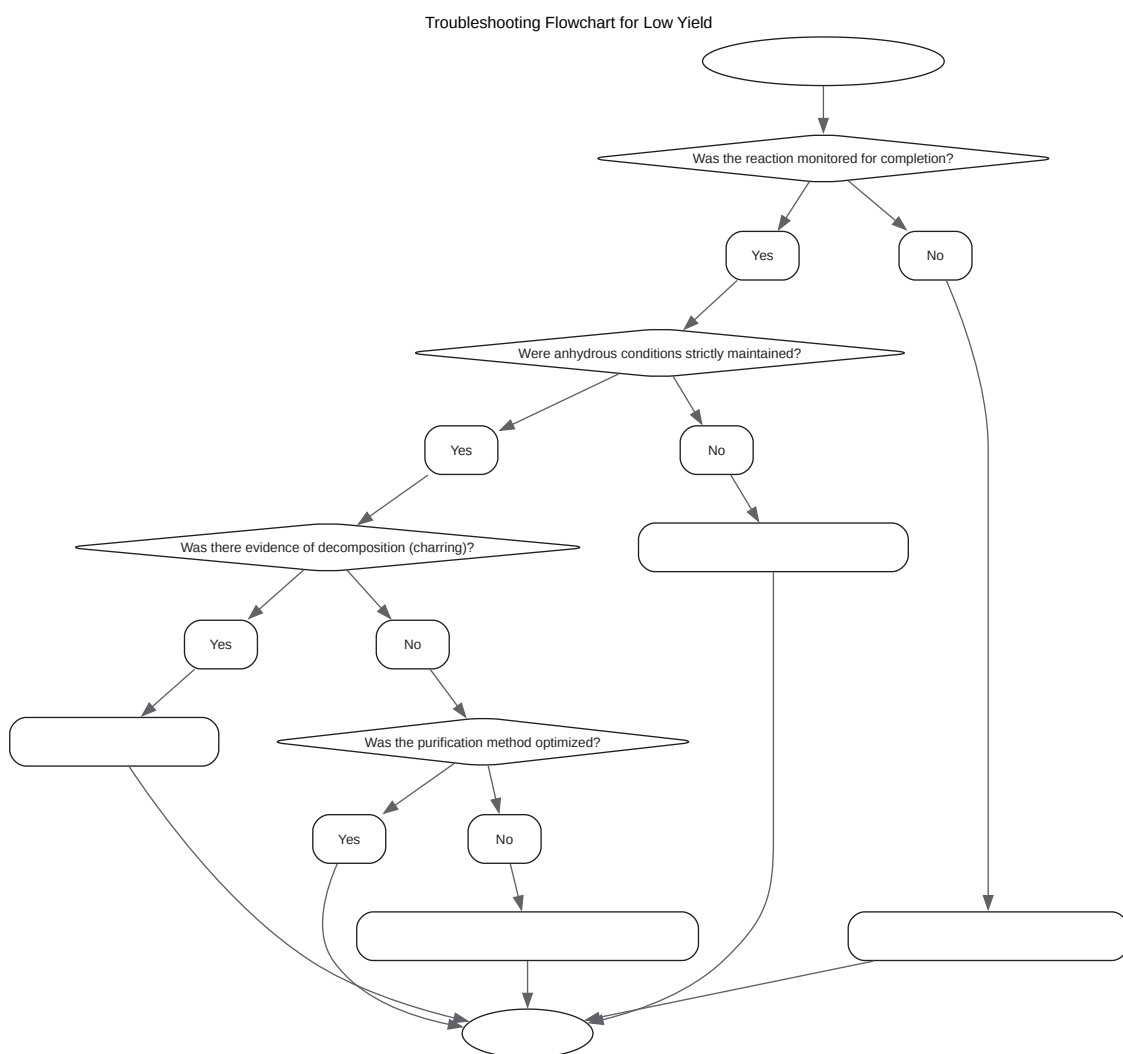 Troubleshooting Flowchart for Low Yield
Was the reaction monitored for completion?
Yes
No
Were anhydrous conditions strictly maintained?
Yes
No
Was there evidence of decomposition (charring)?
Yes
No
Was the purification method optimized?
Yes
No